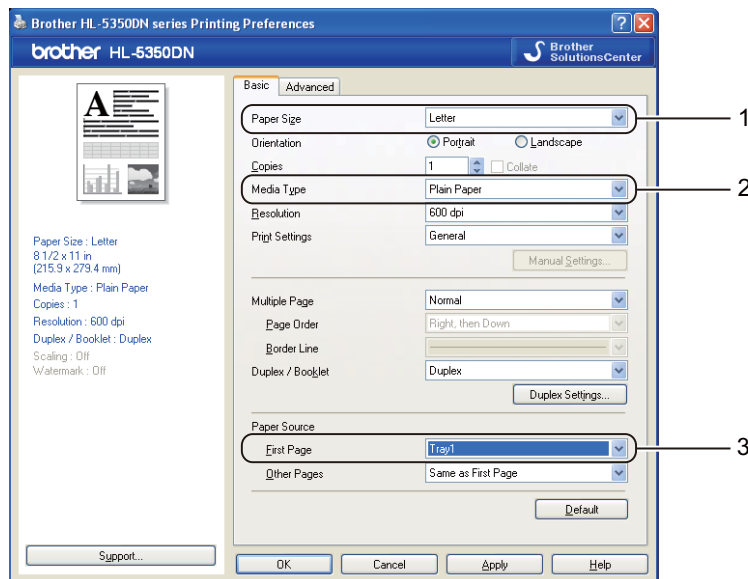 Brother HL-5350DN series Printing Preferences
brother HL-5350DN
Brother
SolutionsCenter
Basic Advanced
Paper Size Letter 1
Orientation Portrait Landscape
Copies 1 Collate
Media Type Plain Paper 2
Resolution 600 dpi
Print Settings General
Manual Settings...
Multiple Page Normal
Page Order Right, then Down
Border Line
Duplex / Booklet Duplex
Duplex Settings...
Paper Source
First Page Tray1 3
Other Pages Same as First Page
Default
A
Paper Size : Letter
8 1/2 x 11 in
(215.9 x 279.4 mm)
Media Type : Plain Paper
Copies : 1
Resolution : 600 dpi
Duplex / Booklet : Duplex
Scaling : Off
Watermark : Off
Support...
OK Cancel Apply Help